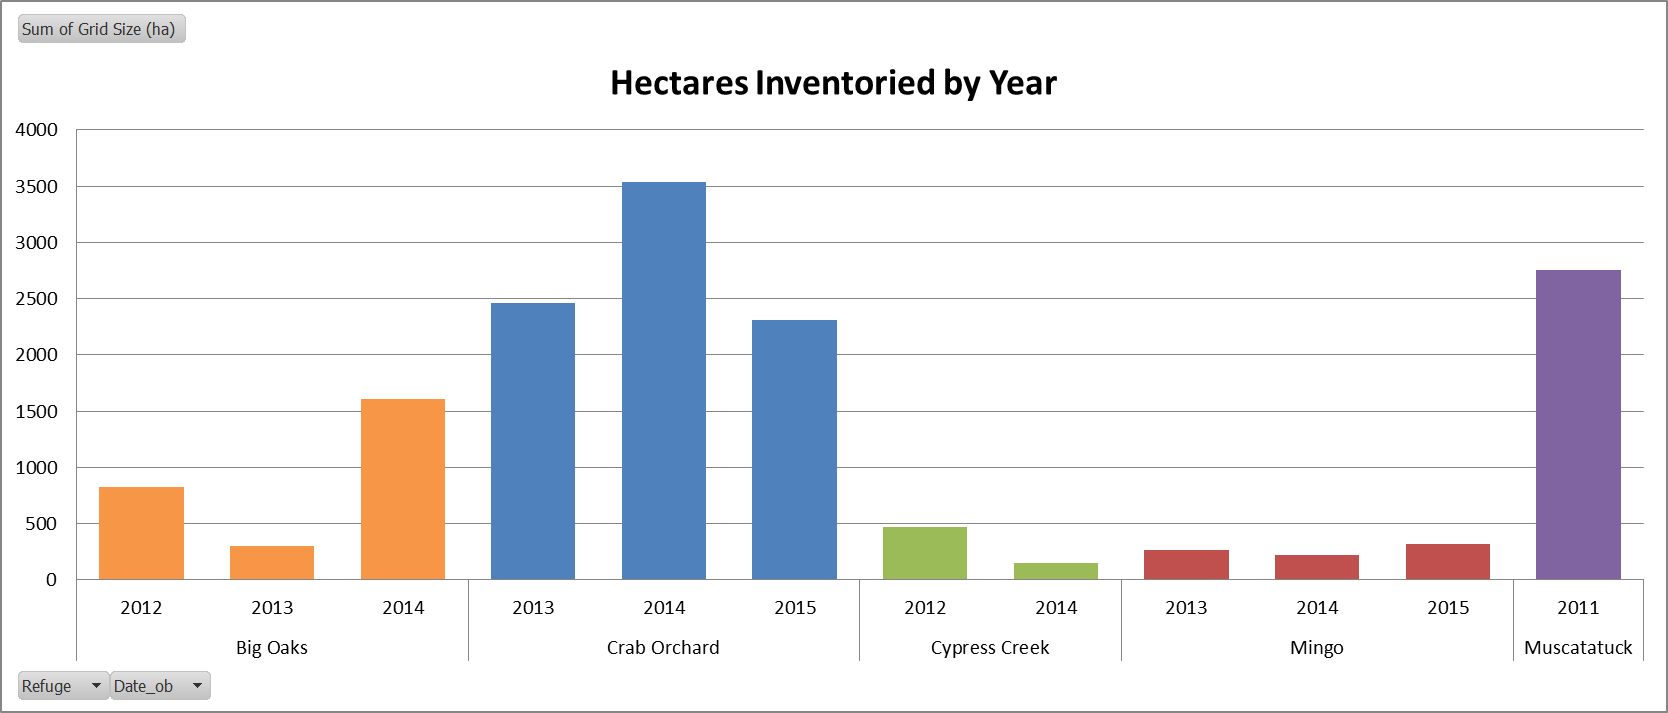 Sum of Grid Size (ha)
Hectares Inventoried by Year
4000
3500
3000
2500
2000
1500
1000
500
0
2012 2013 2014 2013 2014 2015 2012 2014 2013 2014 2015 2011
Big Oaks Crab Orchard Cypress Creek Mingo Muscatatuck
Refuge Date_ob